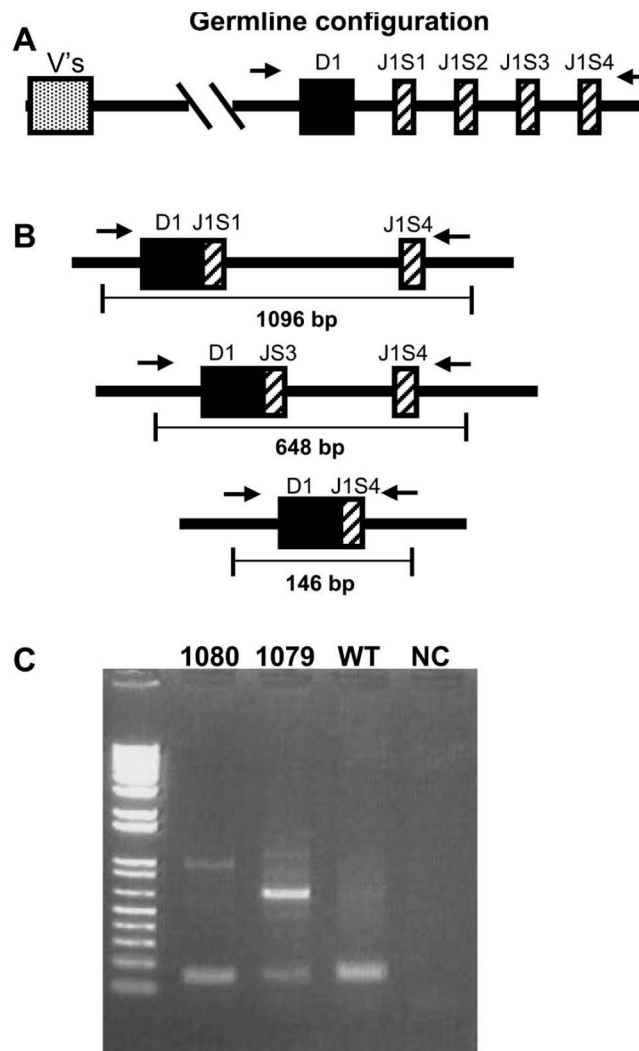 Germline configuration
A
V's
D1
J1S1 J1S2 J1S3 J1S4
B
D1 J1S1
J1S4
1096 bp
D1
JS3
J1S4
648 bp
D1 J1S4
146 bp
C
1080 1079 WT NC